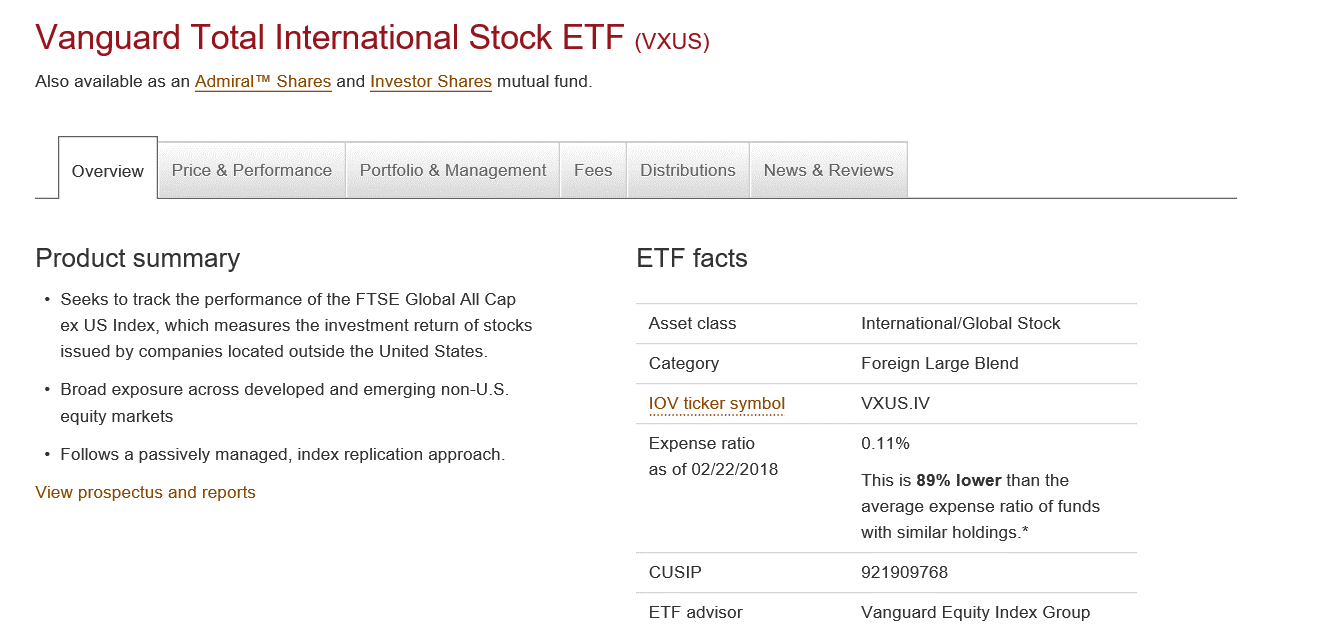 Vanguard Total International Stock ETF (VXUS)
Also available as an Admiral™ Shares and Investor Shares mutual fund.
Overview
Price & Performance
Portfolio & Management
Fees
Distributions
News & Reviews
Product summary
• Seeks to track the performance of the FTSE Global All Cap
ex US Index, which measures the investment return of stocks
issued by companies located outside the United States.
• Broad exposure across developed and emerging non-U.S.
equity markets
• Follows a passively managed, index replication approach.
View prospectus and reports
ETF facts
Asset class International/Global Stock
Category Foreign Large Blend
IOV ticker symbol VXUS.IV
Expense ratio 0.11%
as of 02/22/2018
This is 89% lower than the
average expense ratio of funds
with similar holdings.*
CUSIP 921909768
ETF advisor Vanguard Equity Index Group